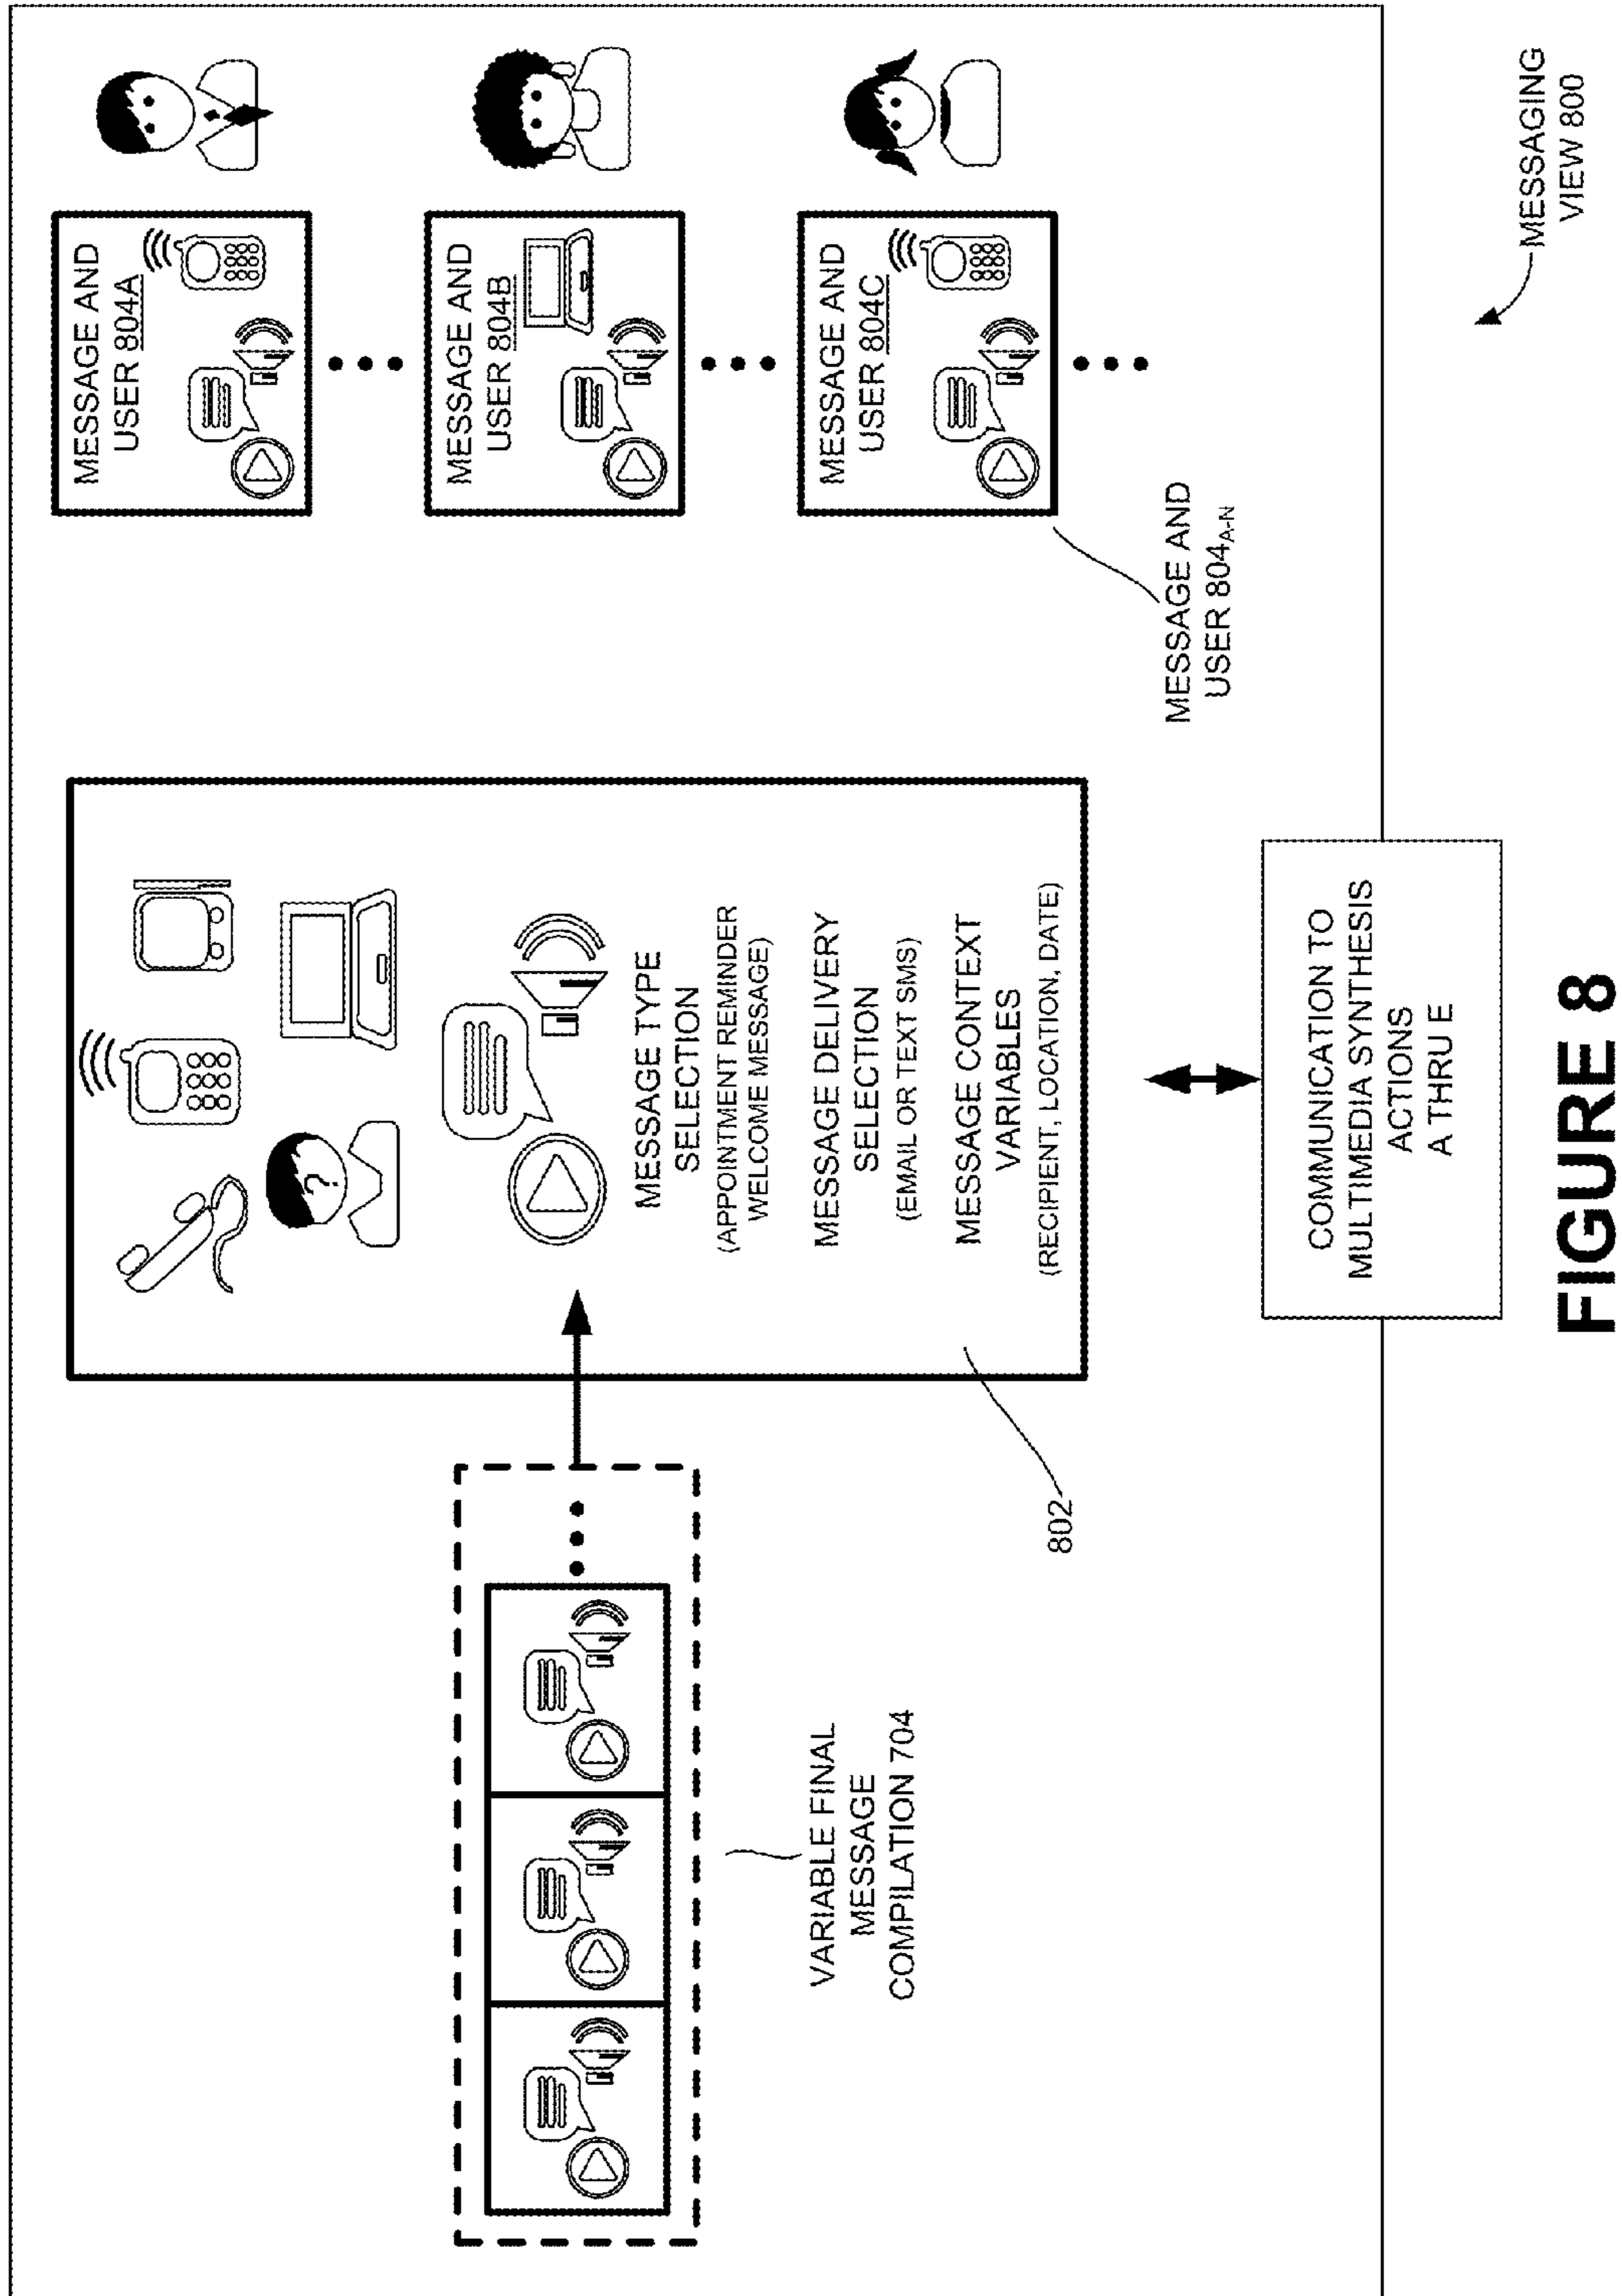 VARIABLE FINAL
MESSAGE
COMPILATION 704
802
?
MESSAGE TYPE
SELECTION
(APPOINTMENT REMINDER
WELCOME MESSAGE)
MESSAGE DELIVERY
SELECTION
(EMAIL OR TEXT SMS)
MESSAGE CONTEXT
VARIABLES
(RECIPIENT, LOCATION, DATE)
COMMUNICATION TO
MULTIMEDIA SYNTHESIS
ACTIONS
A THRU E
MESSAGE AND
USER 804A
MESSAGE AND
USER 804B
MESSAGE AND
USER 804C
MESSAGE AND
USER 804A-N
MESSAGING
VIEW 800
FIGURE 8